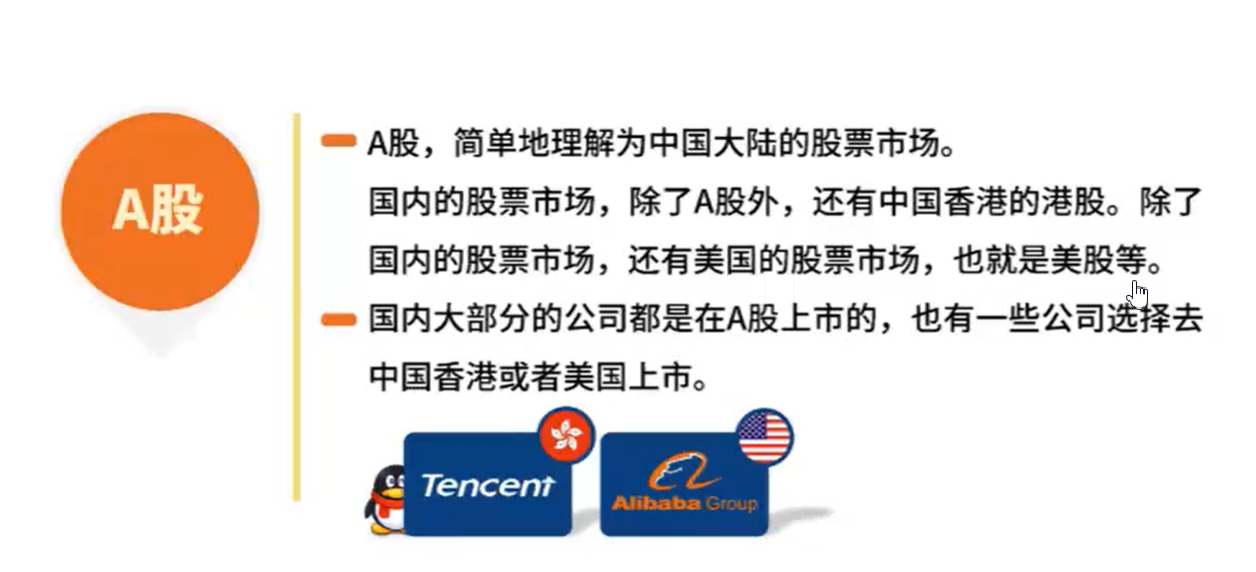 A股
A股，简单地理解为中国大陆的股票市场。
国内的股票市场，除了A股外，还有中国香港的港股。除了
国内的股票市场，还有美国的股票市场，也就是美股等。
国内大部分的公司都是在A股上市的，也有一些公司选择去
中国香港或者美国上市。
Tencent
Alibaba Group